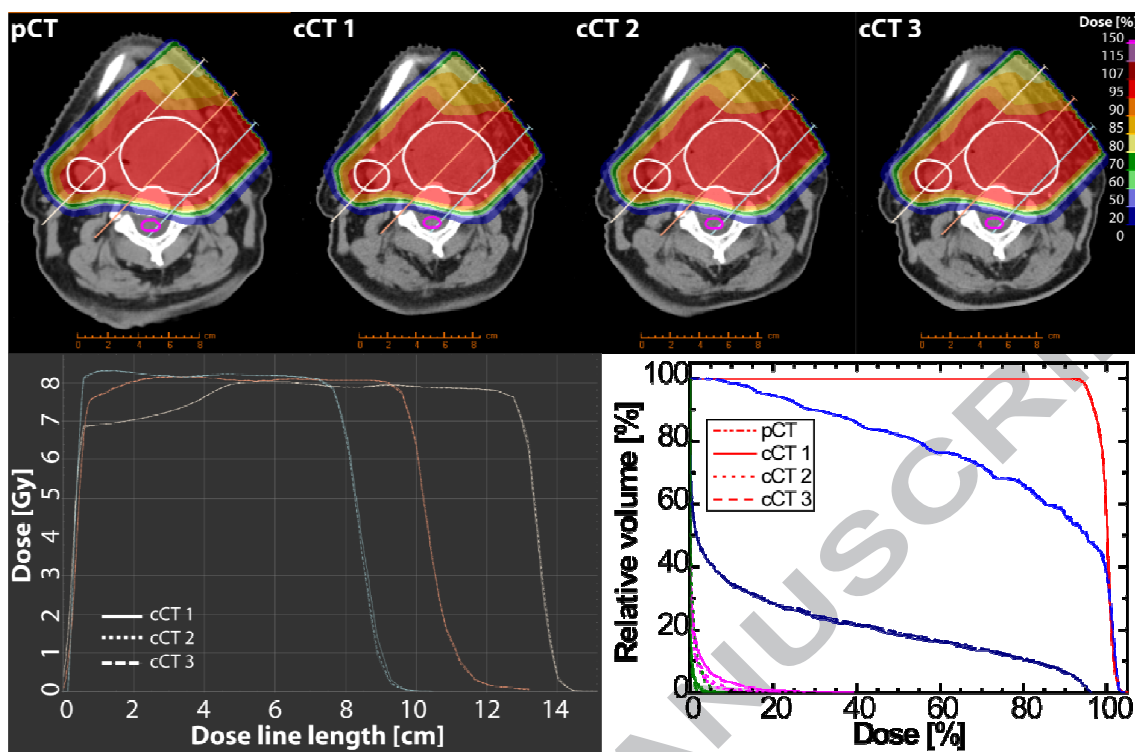 pCT
cCT 1
cCT 2
cCT 3
Dose [%]
150
115
107
95
90
85
80
70
60
50
20
0
0 2 4 6 8 cm
0 2 4 6 8 cm
0 2 4 6 8 cm
0 2 4 6 8 cm
Dose [Gy]
8
7
6
5
4
3
2
1
0
cCT 1
cCT 2
cCT 3
0 2 4 6 8 10 12 14
Dose line length [cm]
Relative volume [%]
100
80
60
40
20
0
pCT
cCT 1
cCT 2
cCT 3
0 20 40 60 80 100
Dose [%]
ANUSCRI